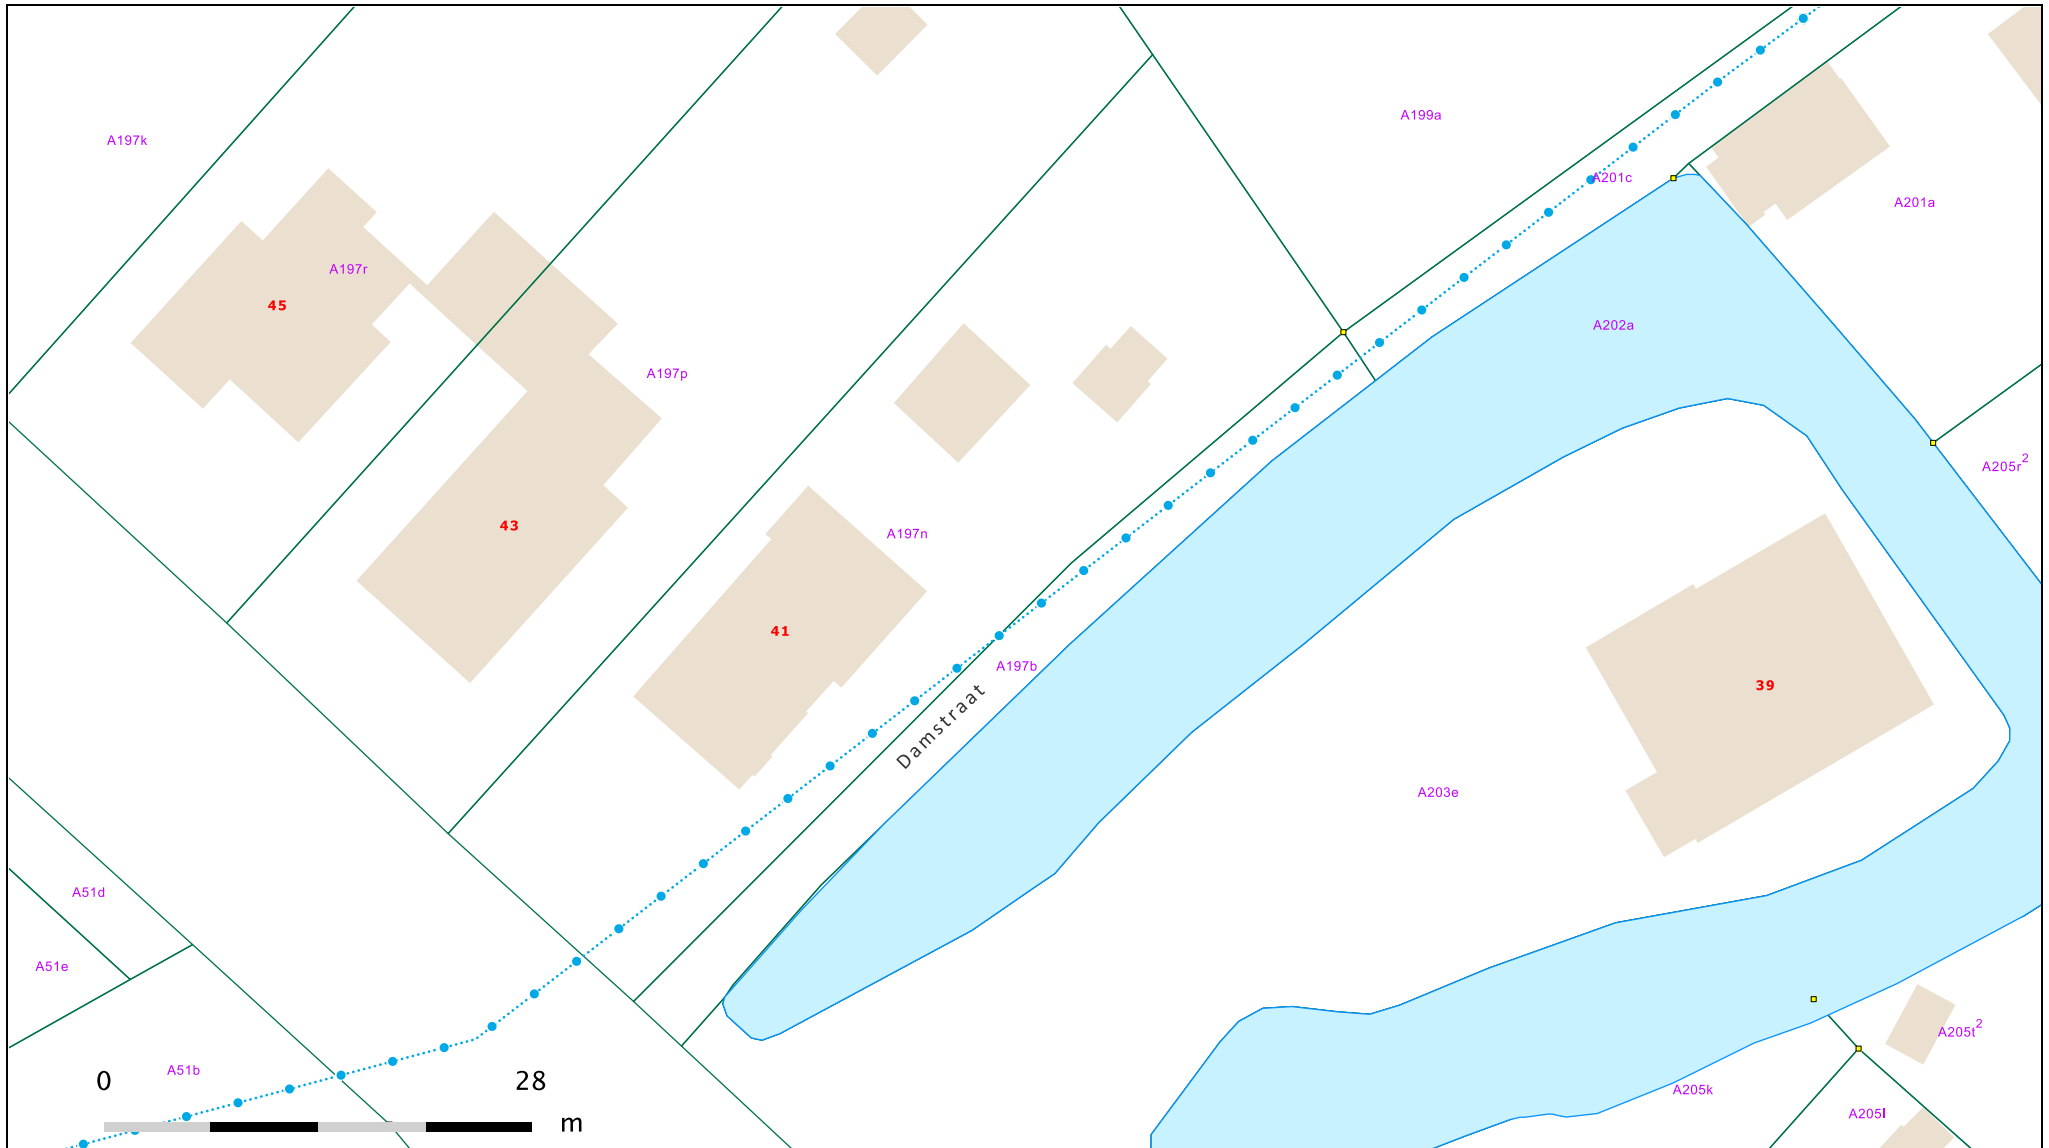 A199a
A197k
A201c
A201a
A197r
45
A202a
A197p
A205r²
43
A197n
41
A197b
39
Damstraat
A203e
A51d
A51e
A205t²
A51b
0 28
A205k
A205l
m